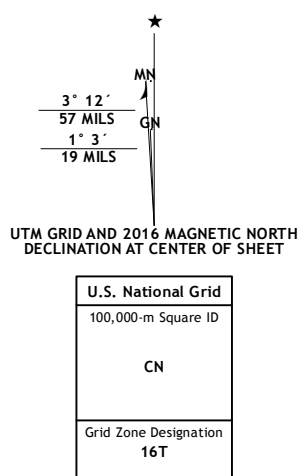 ★
MN
3° 12´
57 MILS
GN
1° 3´
19 MILS
UTM GRID AND 2016 MAGNETIC NORTH
DECLINATION AT CENTER OF SHEET
U.S. National Grid
100,000-m Square ID
CN
Grid Zone Designation
16T